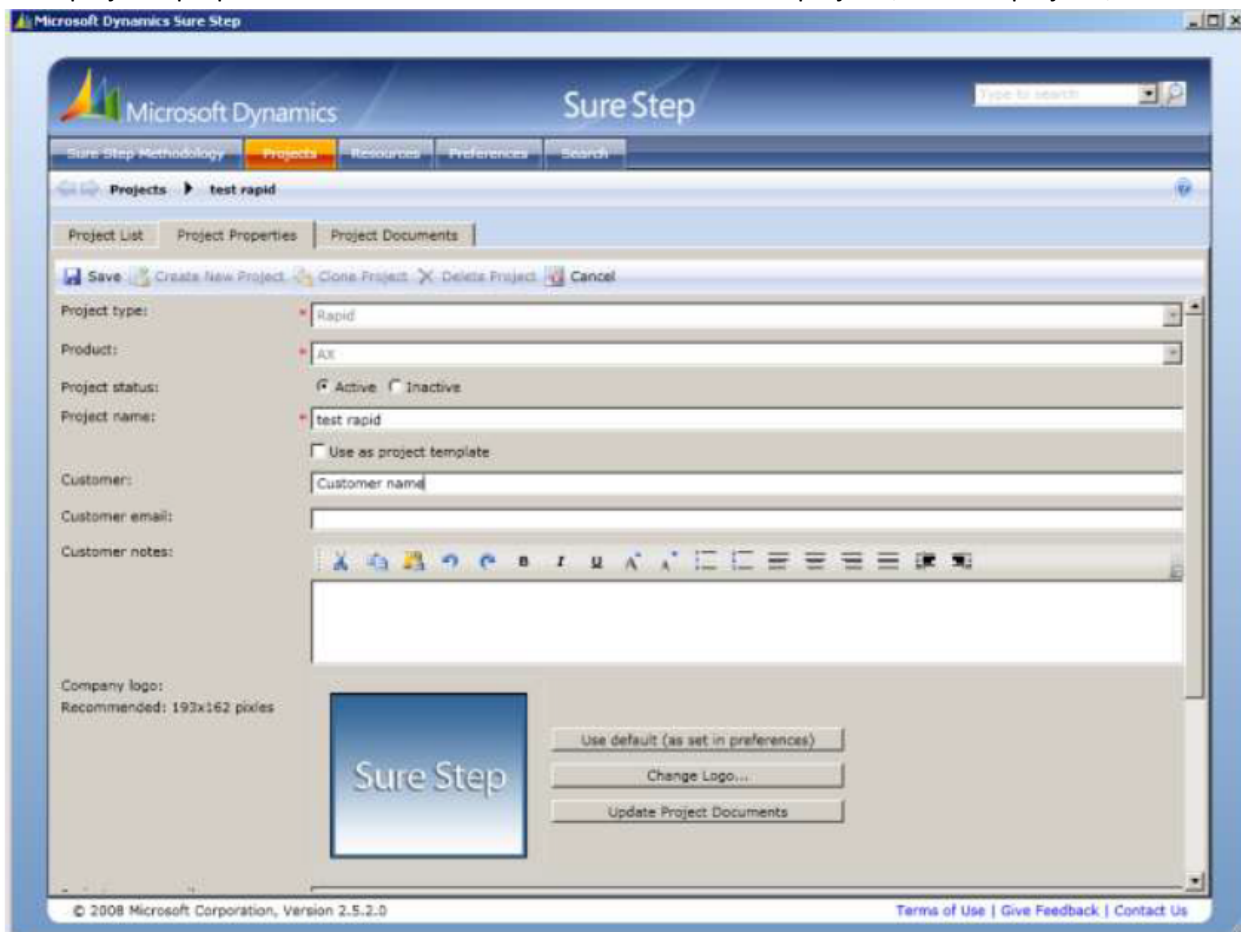 Microsoft Dynamics Sure Step
Microsoft Dynamics
Sure Step
Type to search
Sure Step Methodology Projects Resources Preferences Search
Projects test rapid
Project List Project Properties Project Documents
Save Create New Project Clone Project Delete Project Cancel
Project type: * Rapid
Product: * AX
Project status: Active Inactive
Project name: * test rapid
Use as project template
Customer: Customer name
Customer email:
Customer notes:
B I U A A
Company logo:
Recommended: 193x162 pixles
Sure Step
Use default (as set in preferences)
Change Logo...
Update Project Documents
© 2008 Microsoft Corporation, Version 2.5.2.0 Terms of Use | Give Feedback | Contact Us